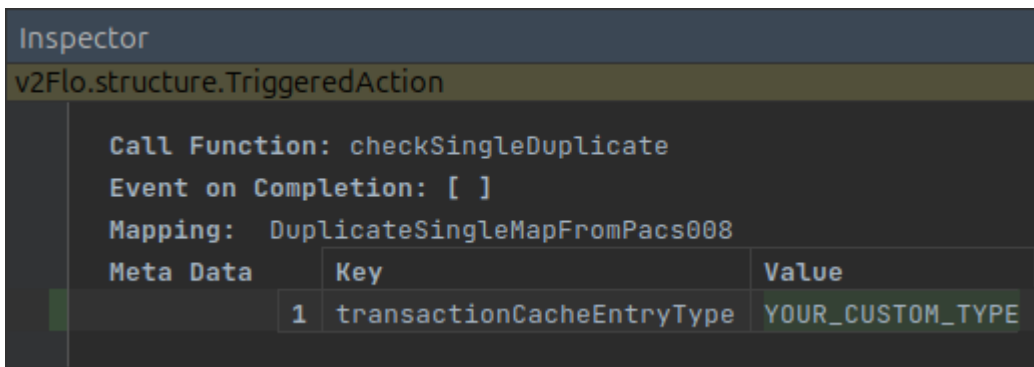 Inspector
v2Flo.structure.TriggeredAction
Call Function: checkSingleDuplicate
Event on Completion: [ ]
Mapping: DuplicateSingleMapFromPacs008
Meta Data Key Value
1 transactionCacheEntryType YOUR_CUSTOM_TYPE